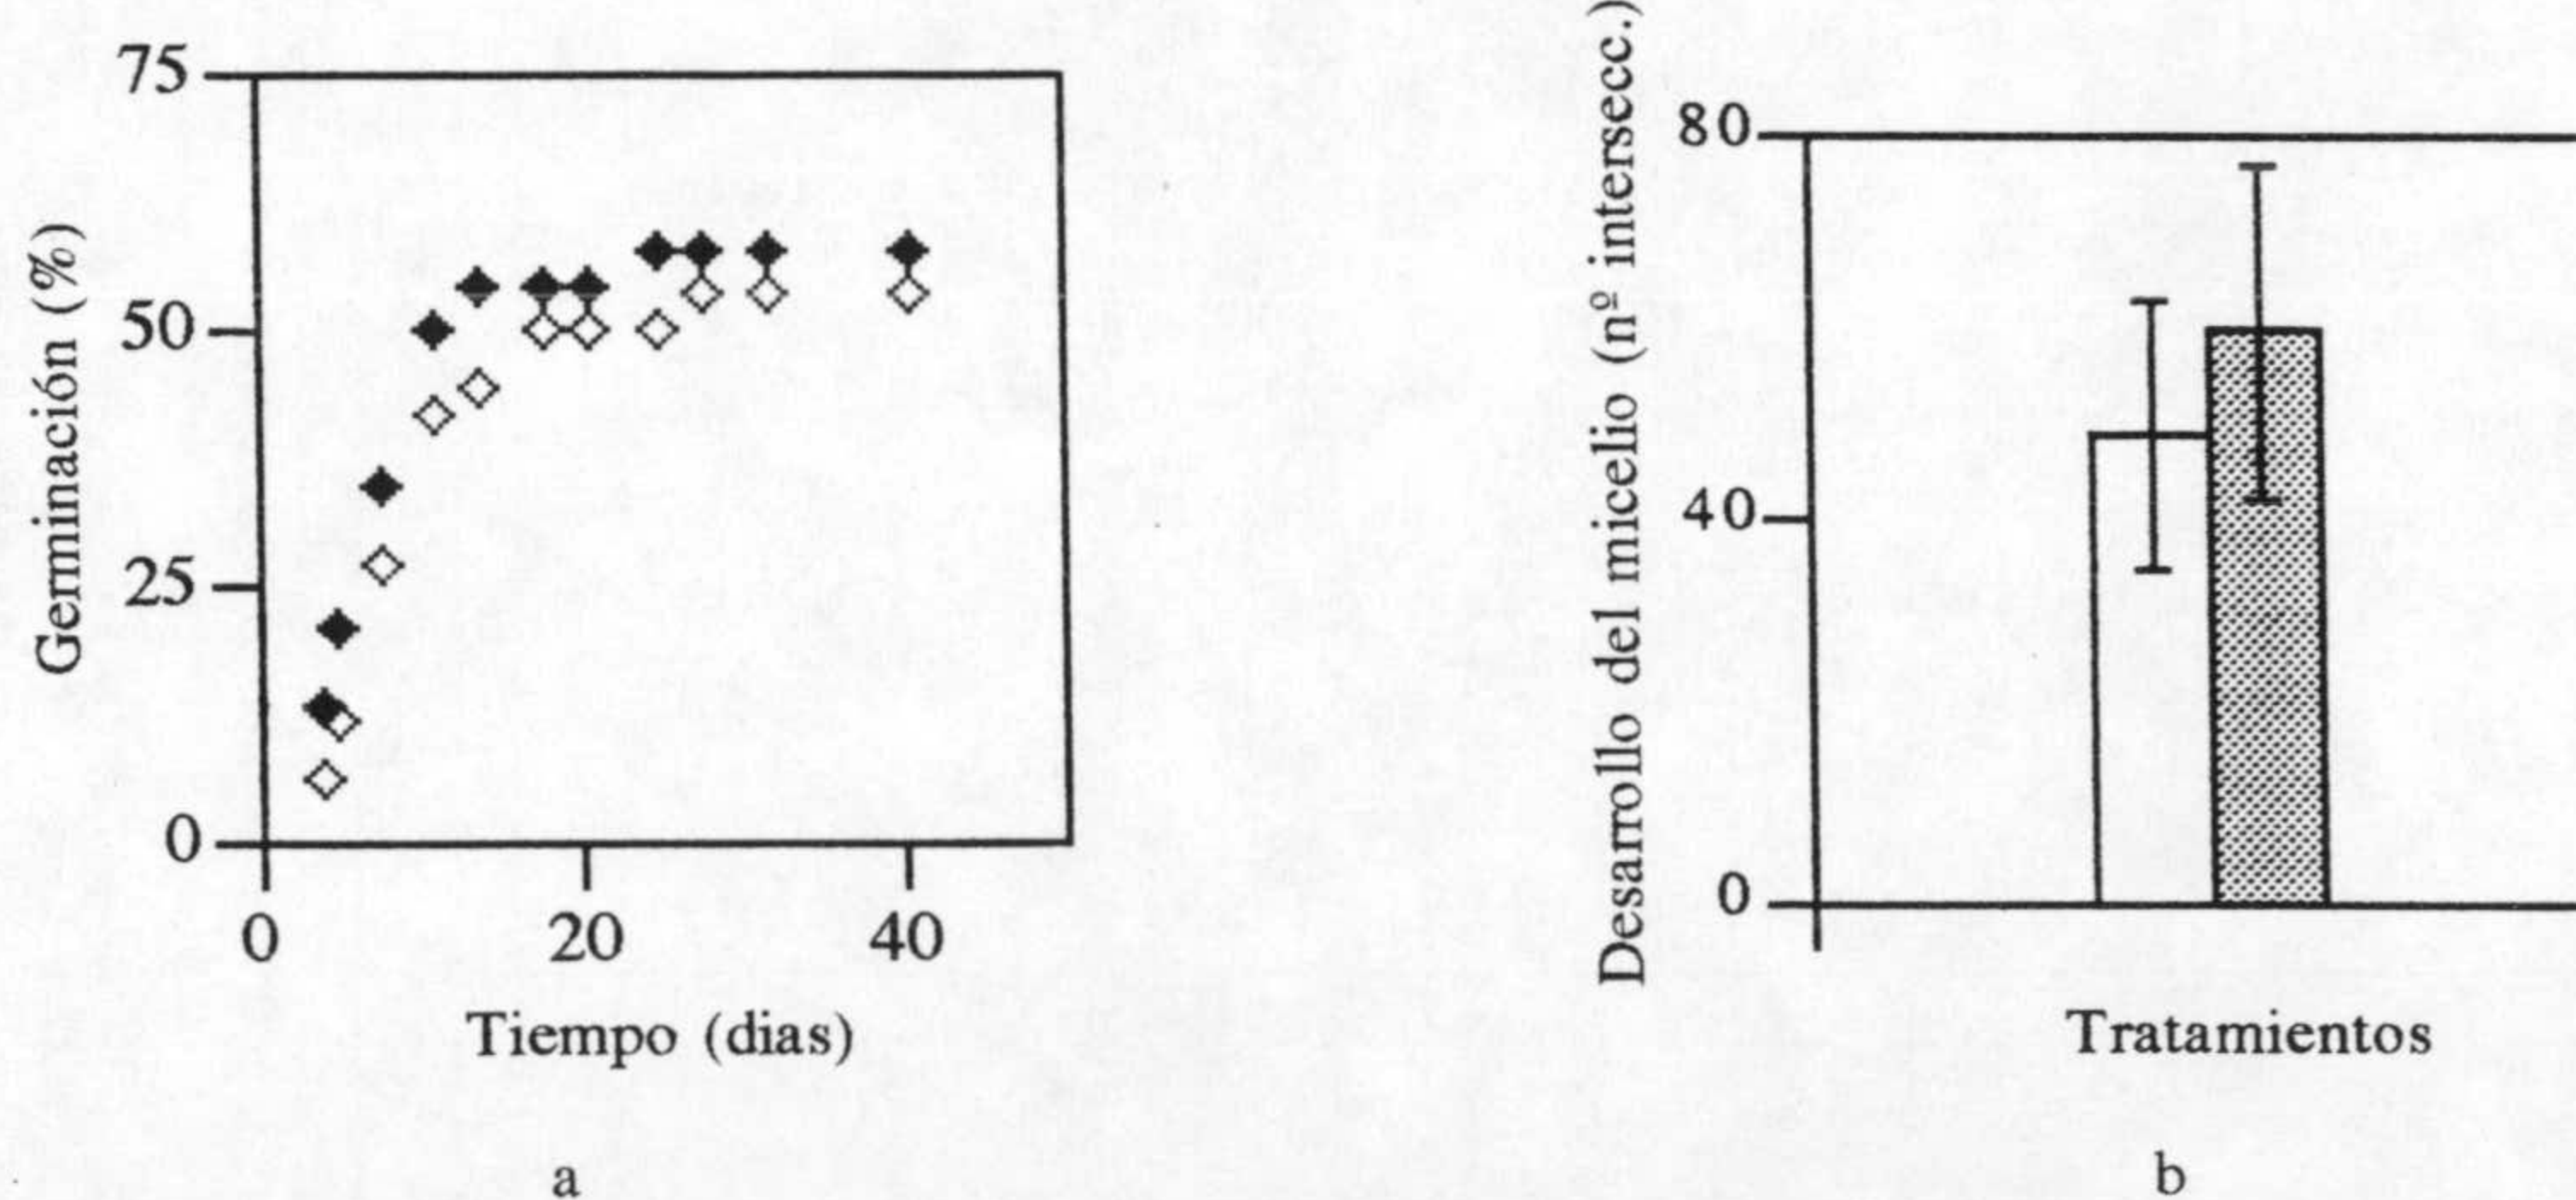 75
50
25
0
Germinación (%)
0 20 40
Tiempo (dias)
a
80
40
0
Desarrollo del micelio (nº intersecc.)
Tratamientos
b